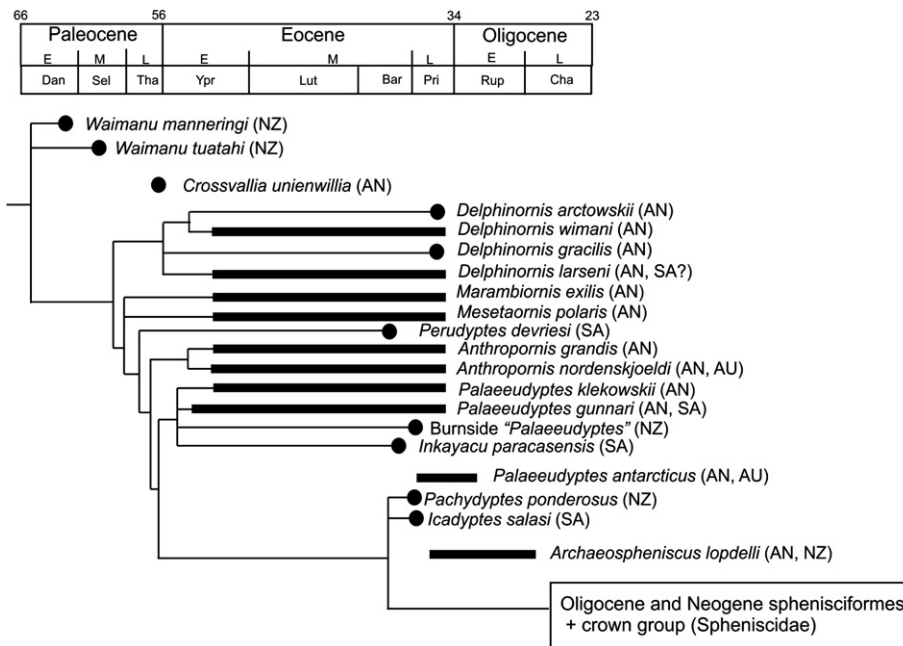 66 56 34 23
Paleocene Eocene Oligocene
E M L E M L E L
Dan Sel Tha Ypr Lut Bar Pri Rup Cha
Waimanu manneringi (NZ)
Waimanu tuatahi (NZ)
Crossvallia unienwillia (AN)
Delphinornis arctowskii (AN)
Delphinornis wimani (AN)
Delphinornis gracilis (AN)
Delphinornis larseni (AN, SA?)
Marambiornis exilis (AN)
Mesetaornis polaris (AN)
Perudyptes devriesi (SA)
Anthropornis grandis (AN)
Anthropornis nordenskjoeldi (AN, AU)
Palaeeudyptes klekowskii (AN)
Palaeeudyptes gunnari (AN, SA)
Burnside "Palaeeudyptes" (NZ)
Inkayacu paracasensis (SA)
Palaeeudyptes antarcticus (AN, AU)
Pachydyptes ponderosus (NZ)
Icadyptes salasi (SA)
Archaeospheniscus lopdelli (AN, NZ)
Oligocene and Neogene sphenisciformes
+ crown group (Spheniscidae)